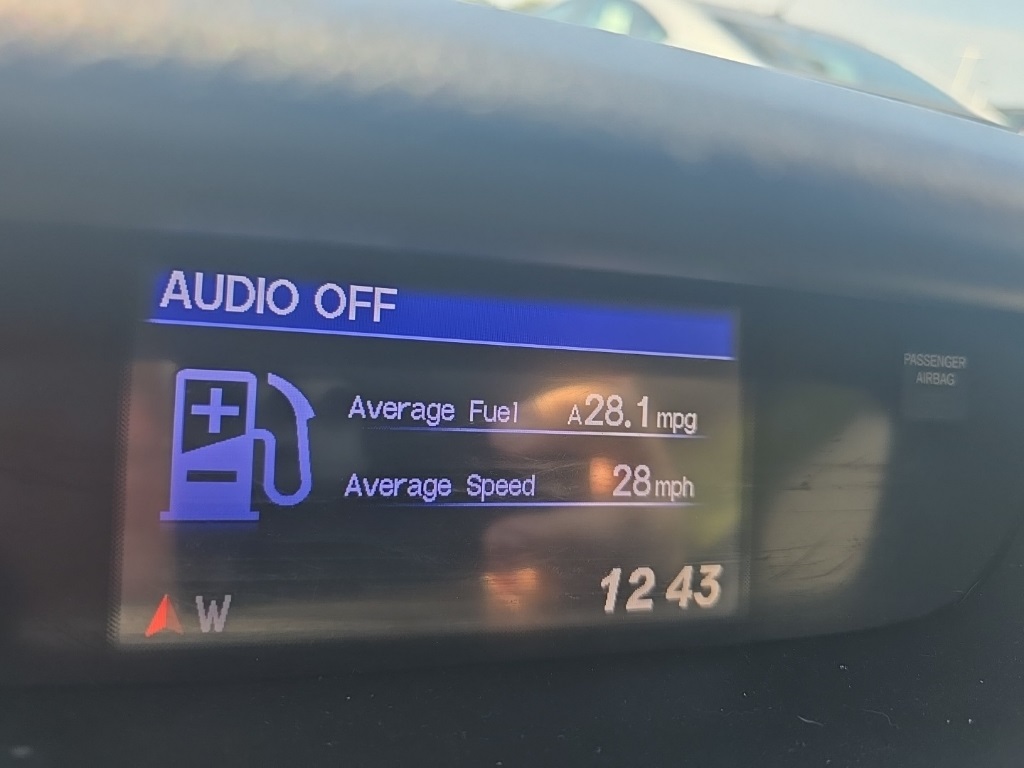 AUDIO OFF
Average Fuel A28.1 mpg
Average Speed 28 mph
W 12 43
PASSENGER
AIRBAG